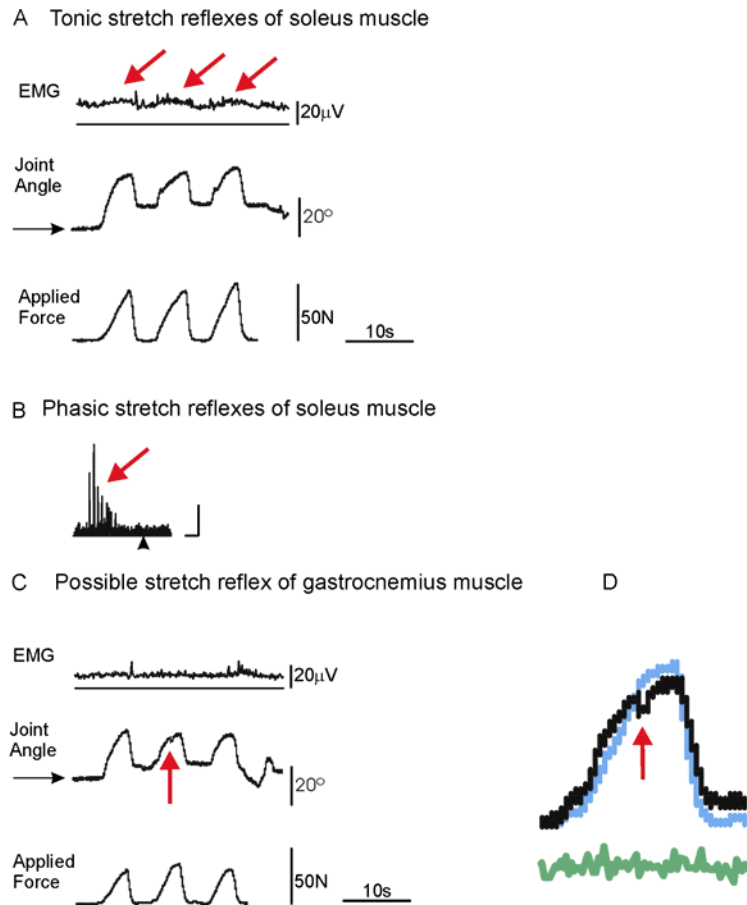 A Tonic stretch reflexes of soleus muscle
EMG
20μV
Joint
Angle
20°
Applied
Force
50N
10s
B Phasic stretch reflexes of soleus muscle
C Possible stretch reflex of gastrocnemius muscle
D
EMG
20μV
Joint
Angle
20°
Applied
Force
50N
10s